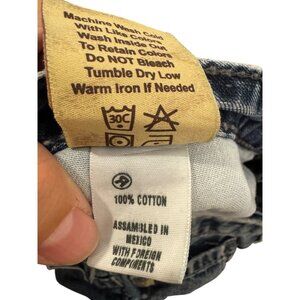 Machine Wash Cold
With Like Colors
Wash Inside Out
To Retain Colors
Do NOT Bleach
Tumble Dry Low
Warm Iron If Needed
30C
100% COTTON
ASSEMBLED IN
MEXICO
WITH FOREIGN
COMPONENTS